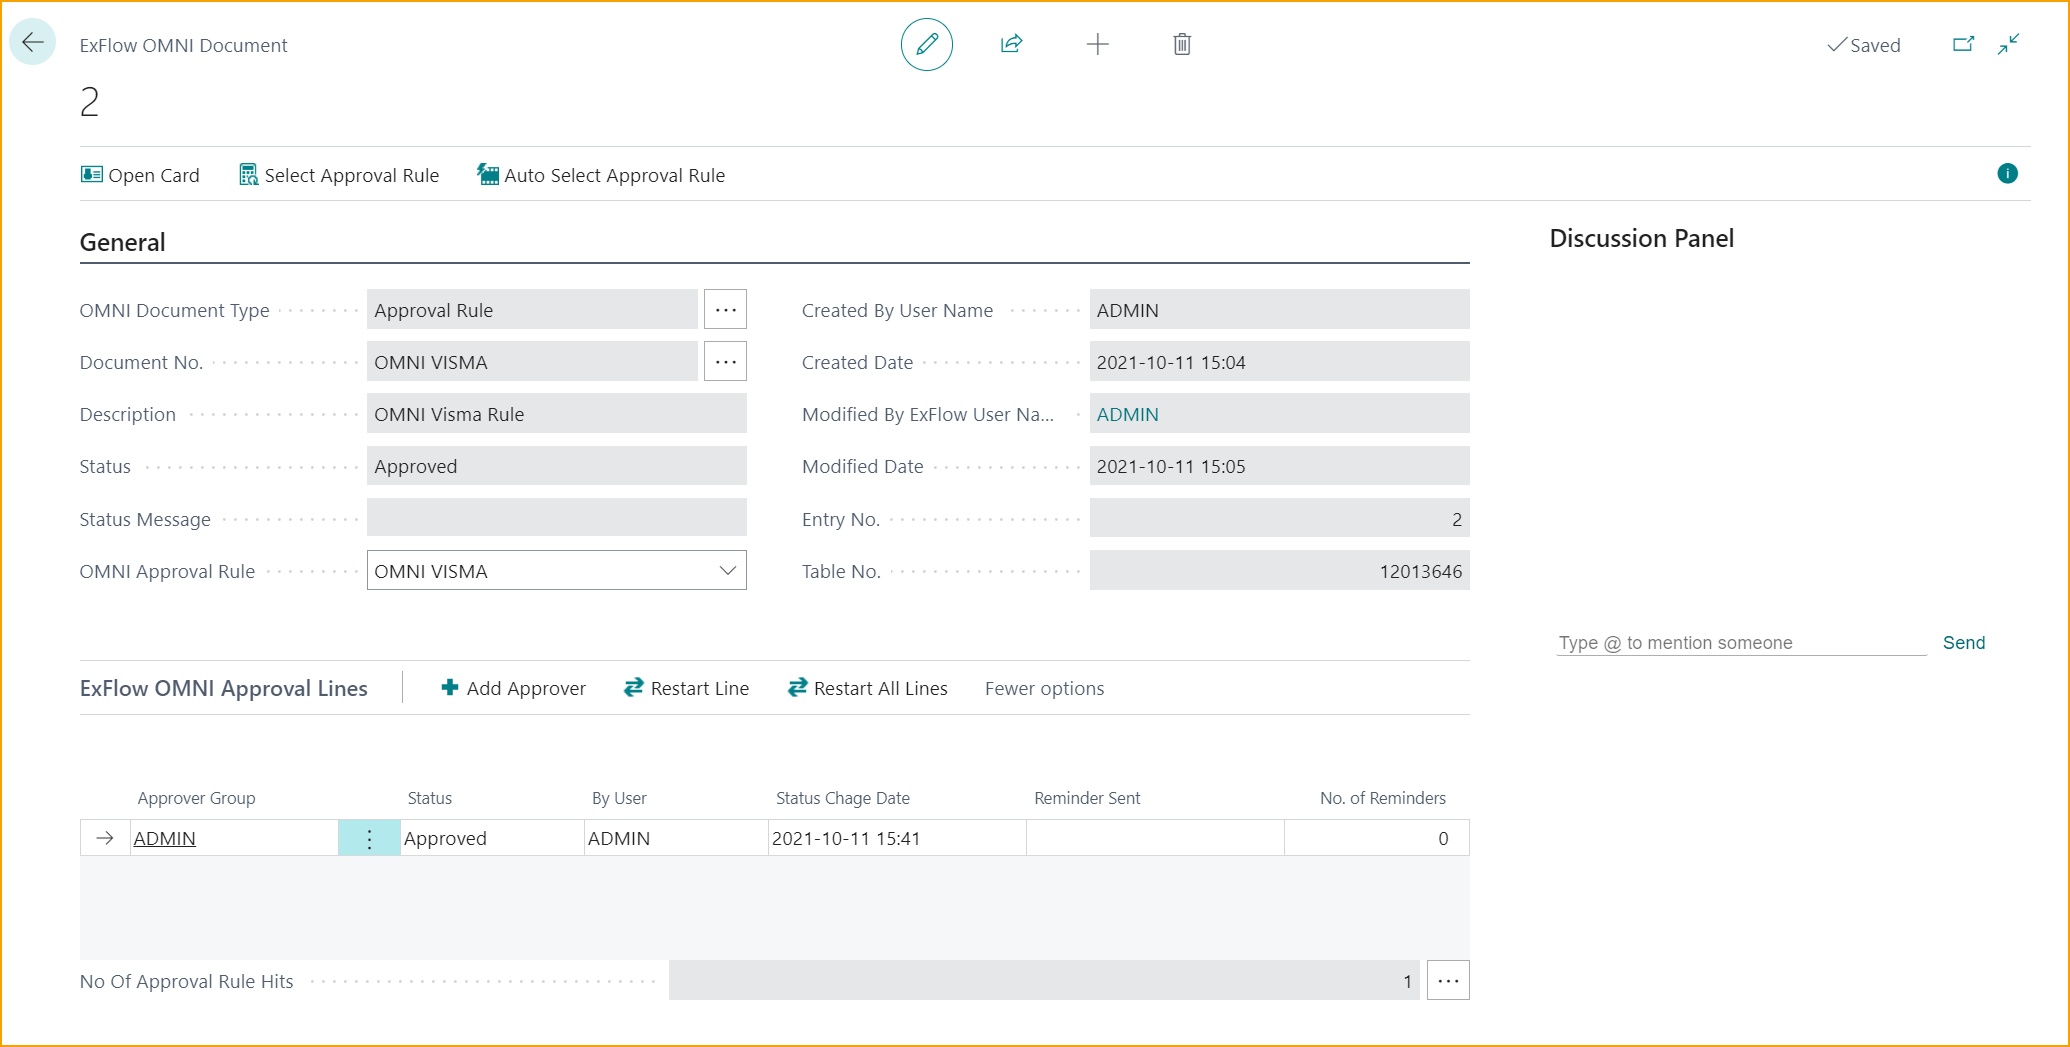 ExFlow OMNI Document
Saved
2
Open Card Select Approval Rule Auto Select Approval Rule
General
OMNI Document Type Approval Rule
Document No. OMNI VISMA
Description OMNI Visma Rule
Status Approved
Status Message
OMNI Approval Rule OMNI VISMA
Created By User Name ADMIN
Created Date 2021-10-11 15:04
Modified By ExFlow User Na... ADMIN
Modified Date 2021-10-11 15:05
Entry No. 2
Table No. 12013646
Discussion Panel
Type @ to mention someone Send
ExFlow OMNI Approval Lines Add Approver Restart Line Restart All Lines Fewer options
Approver Group Status By User Status Chage Date Reminder Sent No. of Reminders
ADMIN Approved ADMIN 2021-10-11 15:41 0
No Of Approval Rule Hits 1